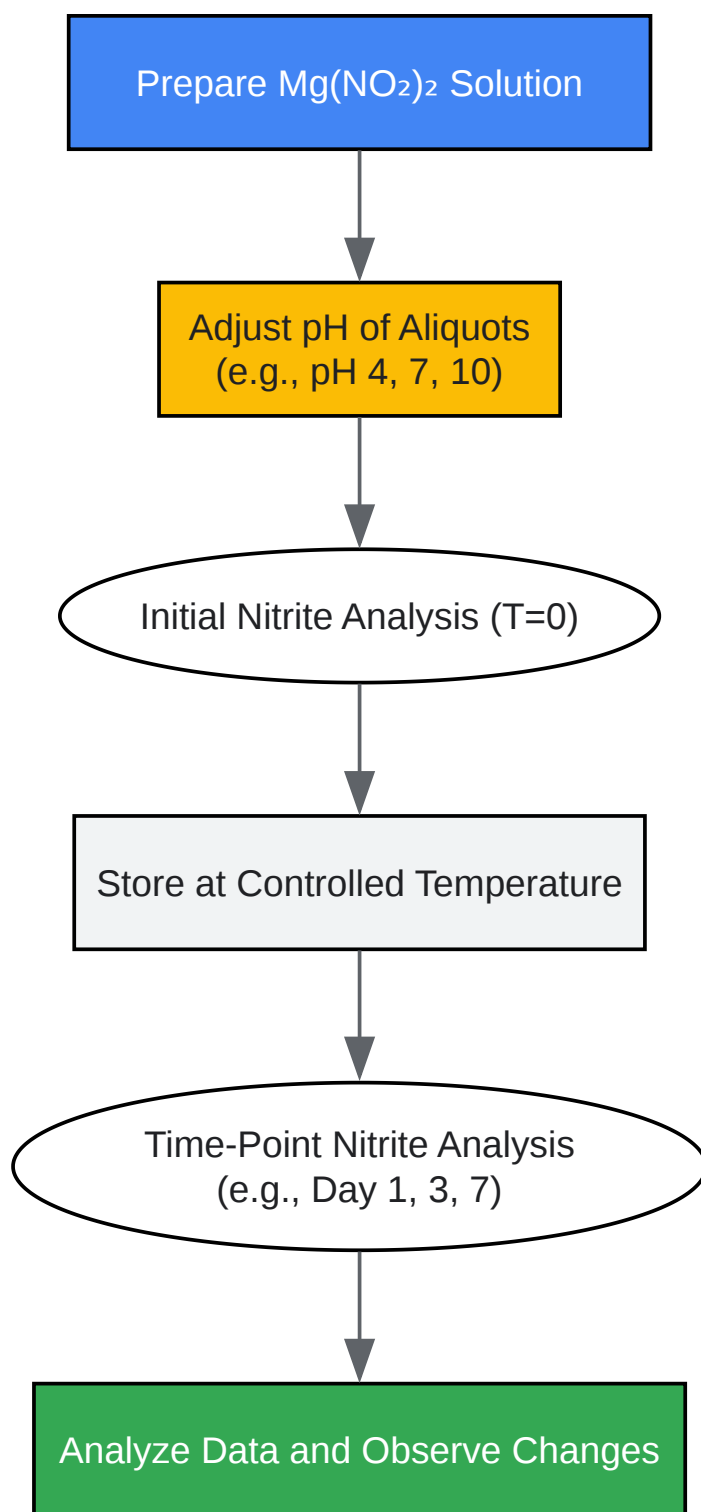 Prepare Mg(NO₂)₂ Solution
Adjust pH of Aliquots
(e.g., pH 4, 7, 10)
Initial Nitrite Analysis (T=0)
Store at Controlled Temperature
Time-Point Nitrite Analysis
(e.g., Day 1, 3, 7)
Analyze Data and Observe Changes